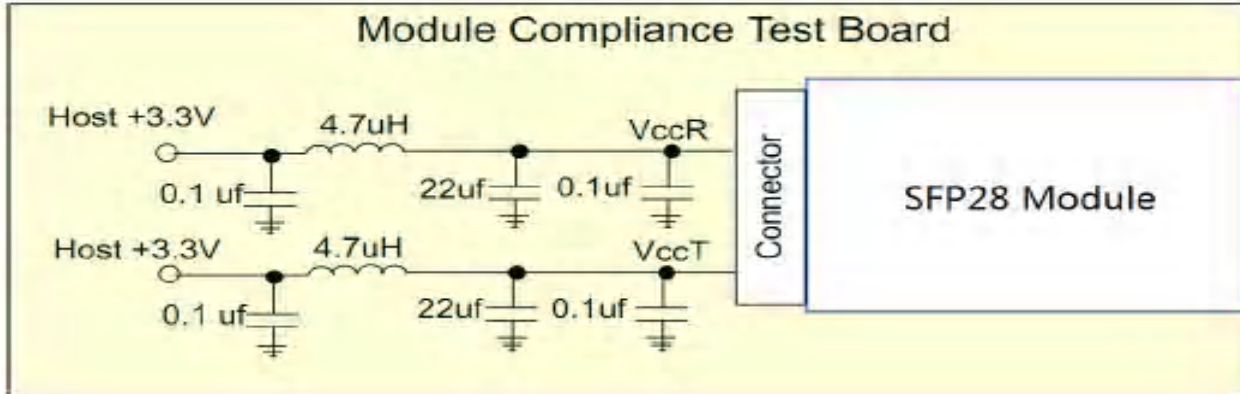 Module Compliance Test Board
Host +3.3V
4.7uH
VccR
0.1 uf
22uf
0.1uf
Host +3.3V
4.7uH
VccT
0.1 uf
22uf
0.1uf
Connector
SFP28 Module